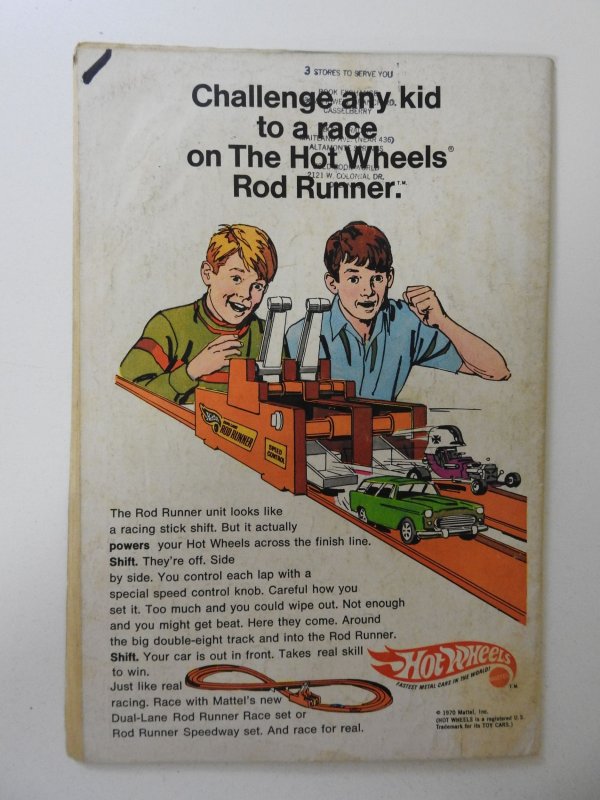 3 STORES TO SERVE YOU
Challenge any kid
CASSELBERRY
to a race
(NEAR 436)
on The Hot Wheels®
2121 W. COLONIAL DR.
Rod Runner.™
ROD RUNNER
SPEED
CONTROL
The Rod Runner unit looks like
a racing stick shift. But it actually
powers your Hot Wheels across the finish line.
Shift. They're off. Side
by side. You control each lap with a
special speed control knob. Careful how you
set it. Too much and you could wipe out. Not enough
and you might get beat. Here they come. Around
the big double-eight track and into the Rod Runner.
Shift. Your car is out in front. Takes real skill
to win.
Just like real
racing. Race with Mattel's new
Dual-Lane Rod Runner Race set or
Rod Runner Speedway set. And race for real.
HOT WHEELS
FASTEST METAL CARS IN THE WORLD!
MATTEL
T.M.
© 1970 Mattel, Inc.
(HOT WHEELS is a registered U.S.
Trademark for its TOY CARS.)